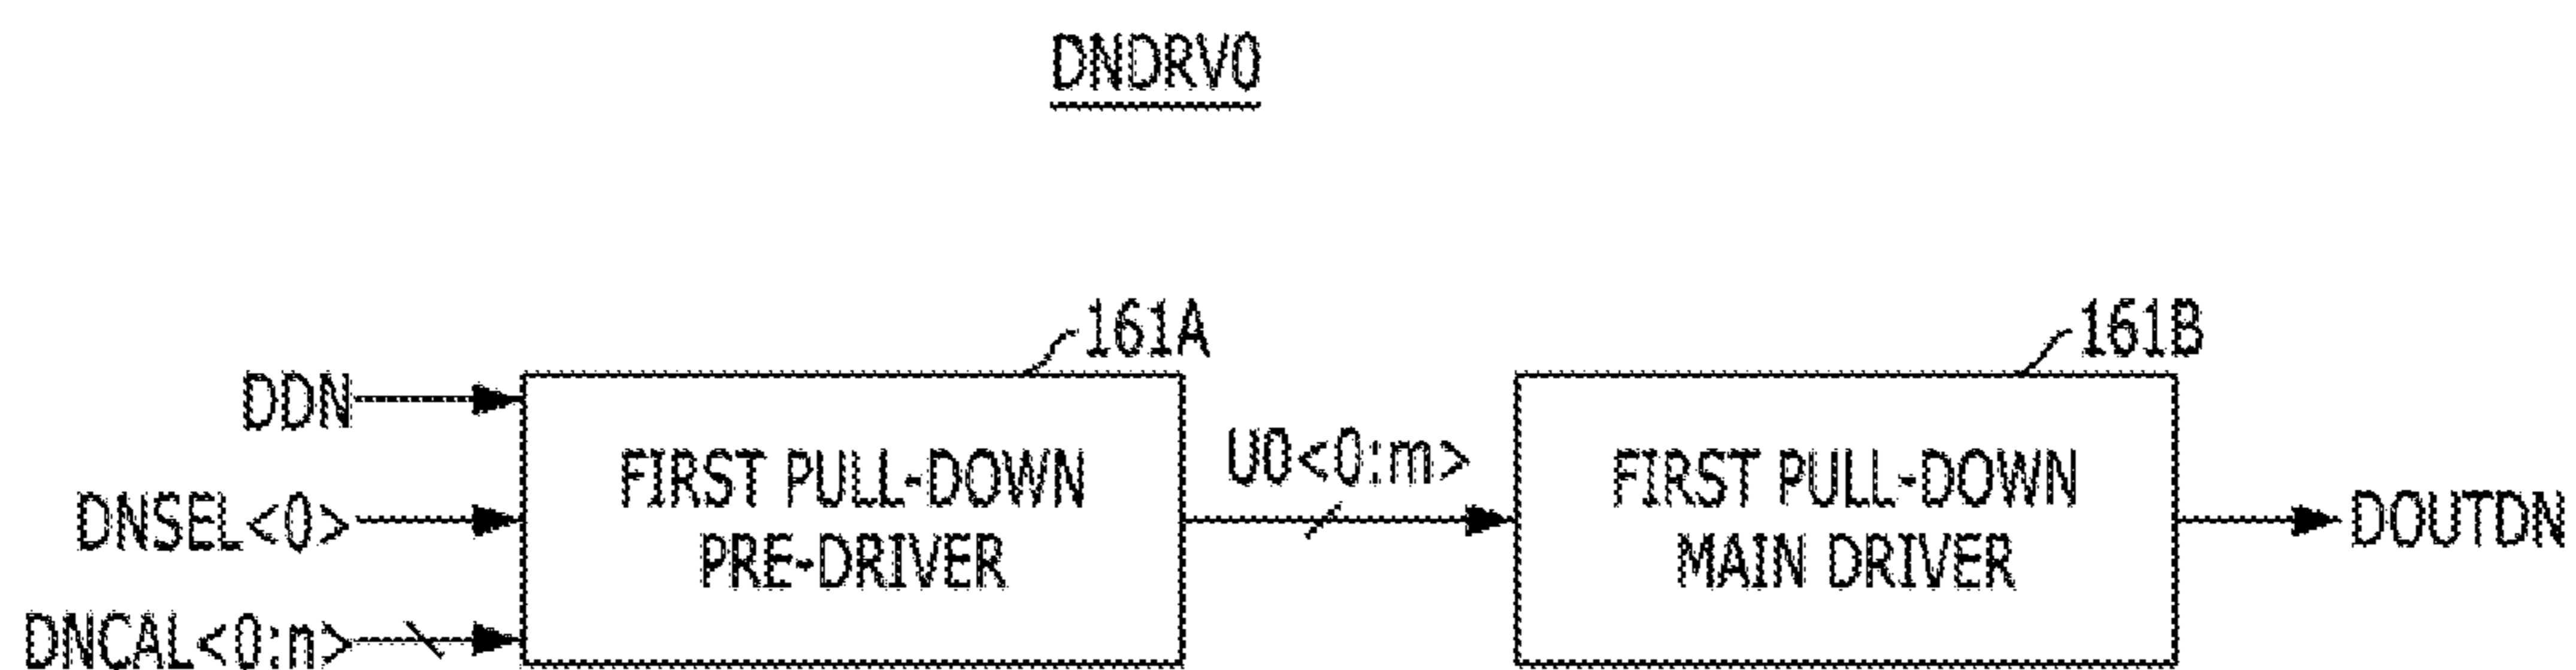 DNDRV0
161A
161B
DDN
DNSEL<0>
DNCAL<0:n>
FIRST PULL-DOWN
PRE-DRIVER
U0<0:m>
FIRST PULL-DOWN
MAIN DRIVER
DOUTDN